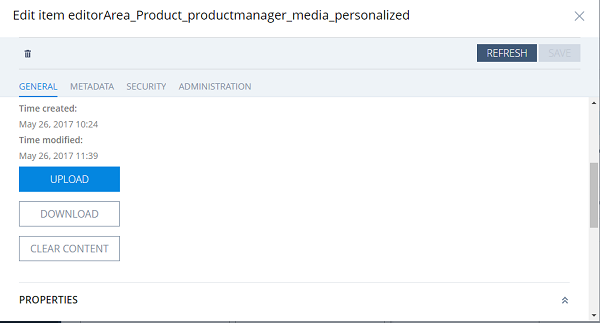 Edit item editorArea_Product_productmanager_media_personalized
REFRESH SAVE
GENERAL METADATA SECURITY ADMINISTRATION
Time created:
May 26, 2017 10:24
Time modified:
May 26, 2017 11:39
UPLOAD
DOWNLOAD
CLEAR CONTENT
PROPERTIES